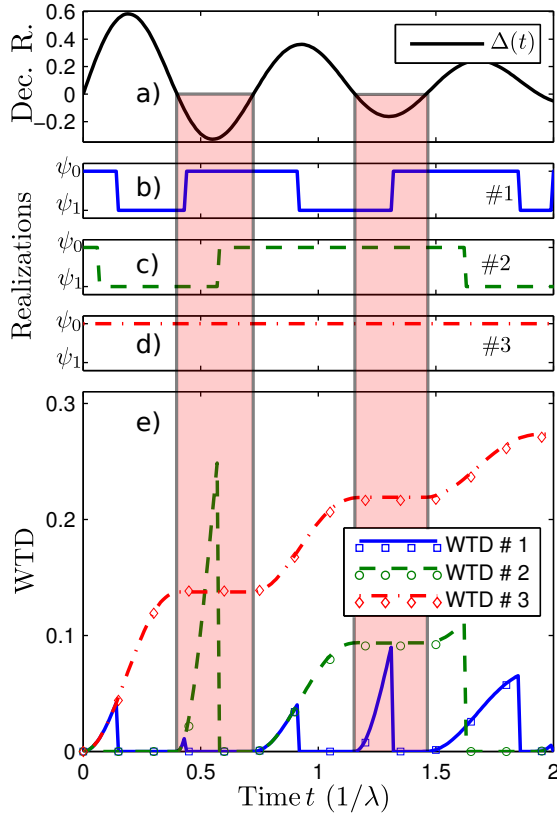 Dec. R.
0.6
0.4
0.2
0
−0.2
Δ(t)
a)
Realizations
ψ0
ψ1
b)
#1
ψ0
ψ1
c)
#2
ψ0
ψ1
d)
#3
WTD
0.3
0.2
0.1
0
e)
WTD # 1
WTD # 2
WTD # 3
0 0.5 1 1.5 2
Time t (1/λ)